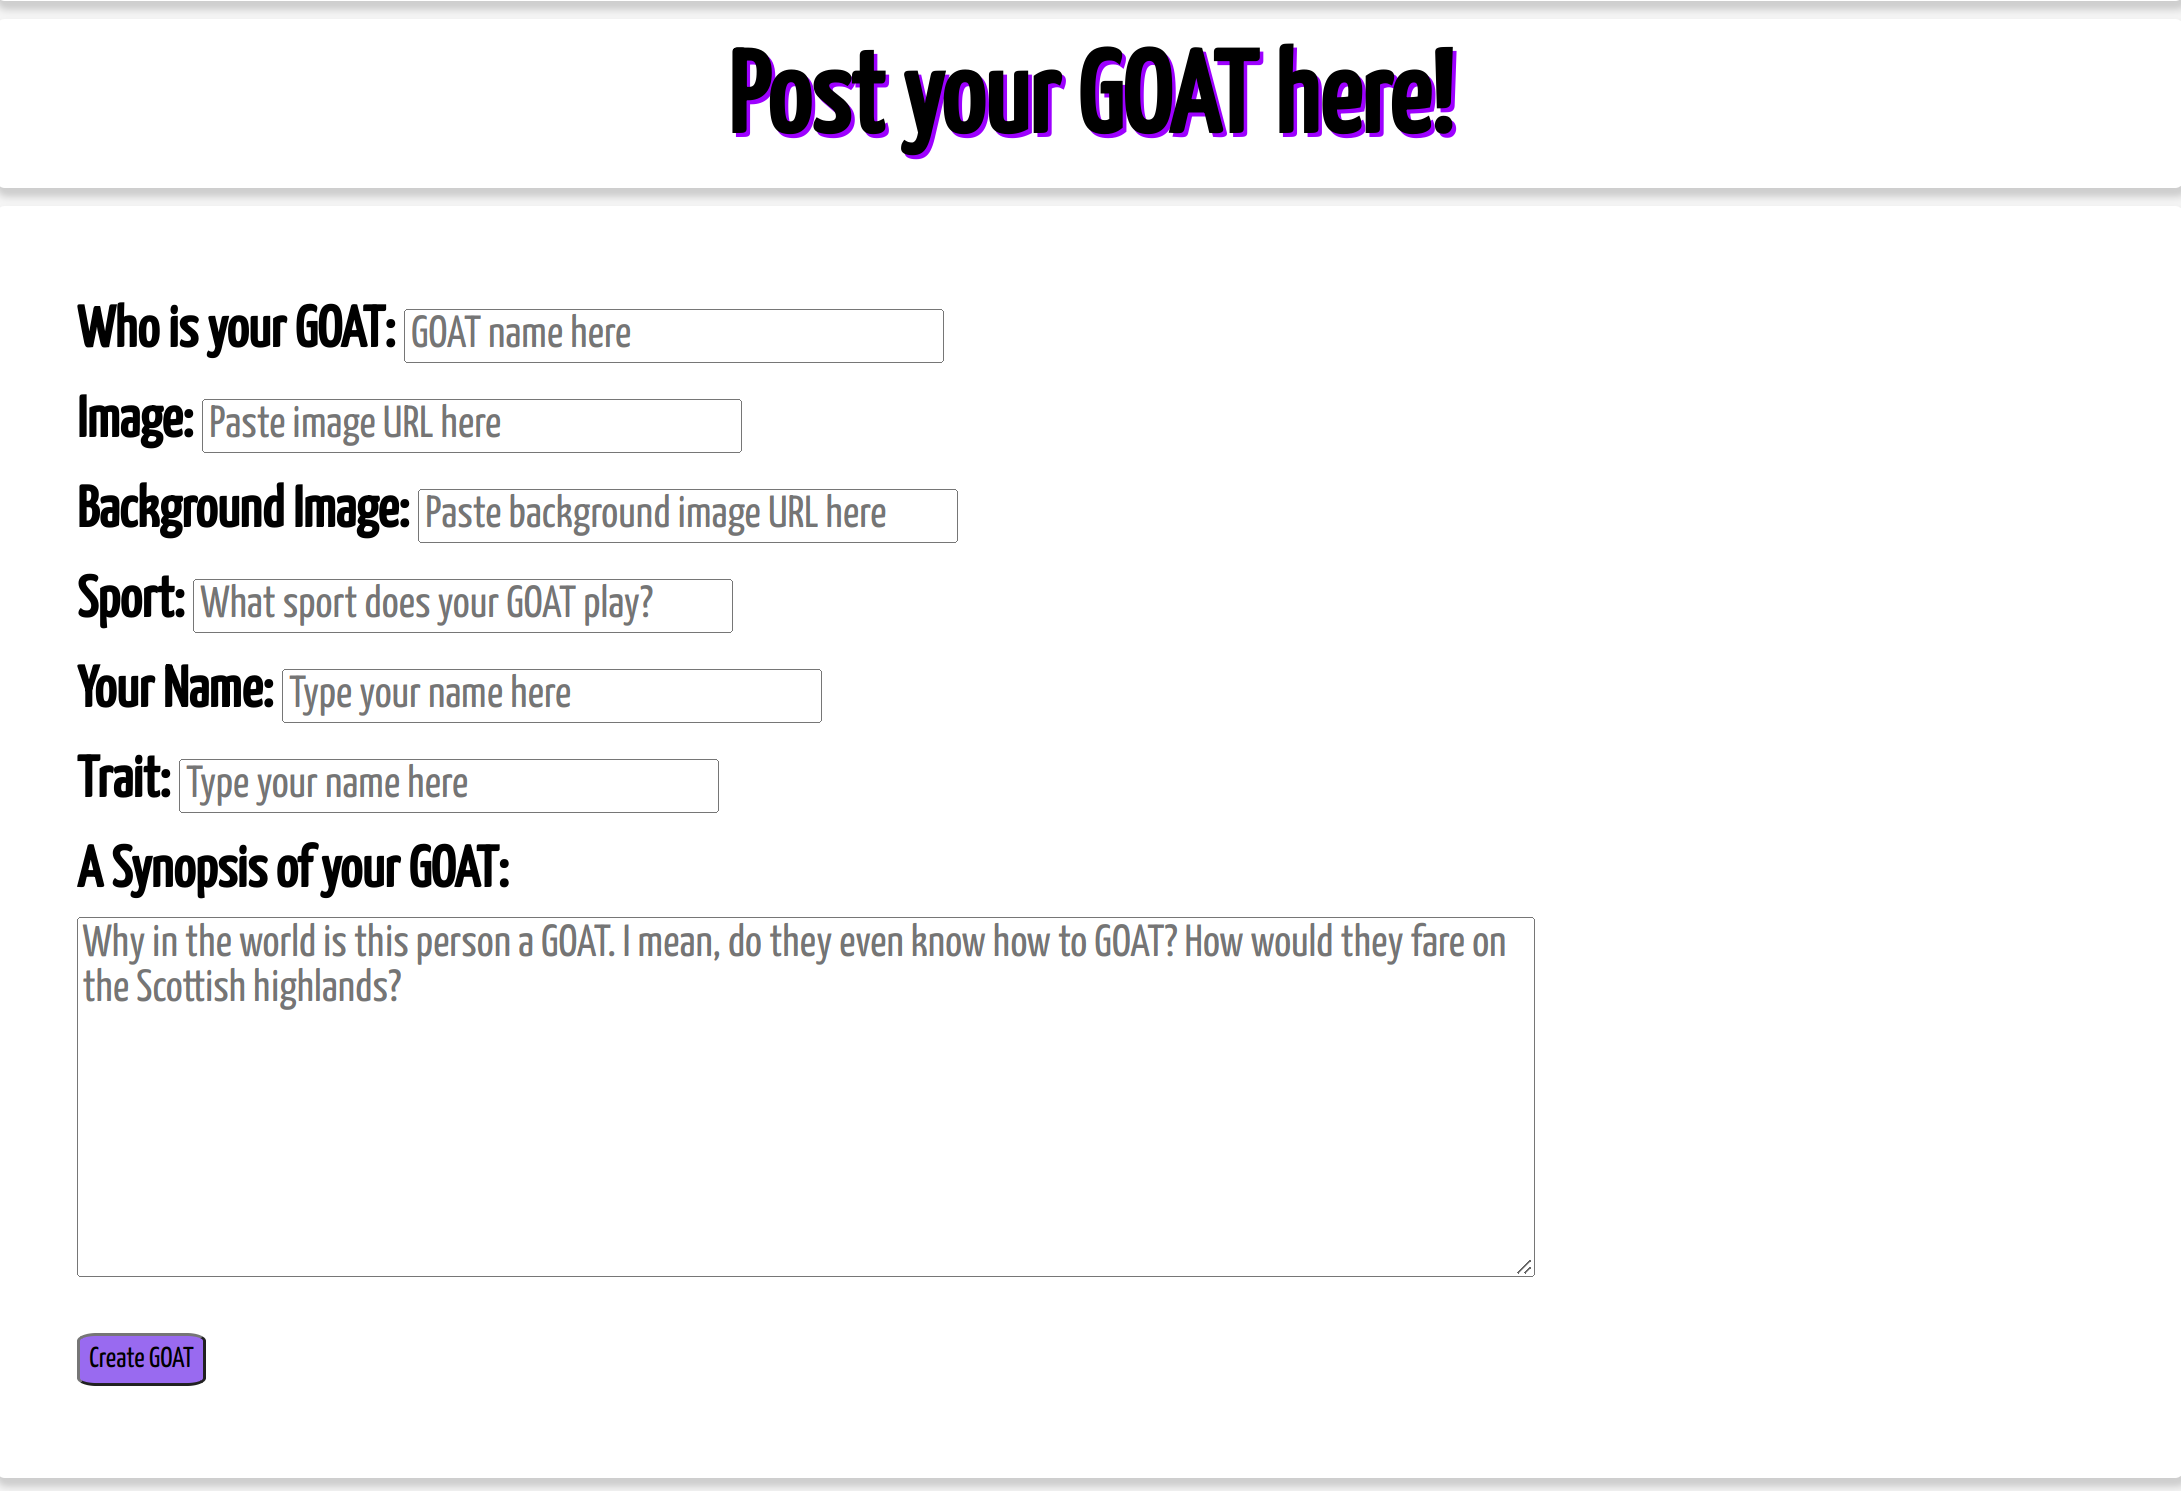 Post your GOAT here!
Who is your GOAT: GOAT name here
Image: Paste image URL here
Background Image: Paste background image URL here
Sport: What sport does your GOAT play?
Your Name: Type your name here
Trait: Type your name here
A Synopsis of your GOAT:
Why in the world is this person a GOAT. I mean, do they even know how to GOAT? How would they fare on
the Scottish highlands?
Create GOAT